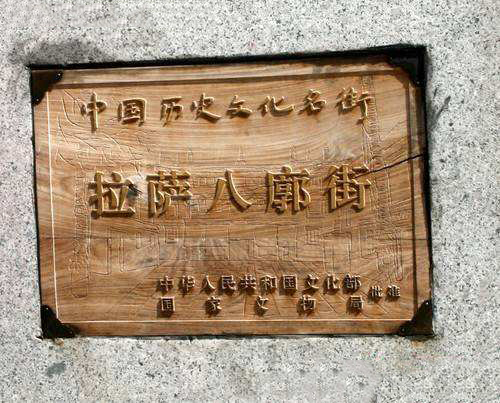 中国历史文化名街
拉萨八廓街
中华人民共和国文化部
国家文物局 批准